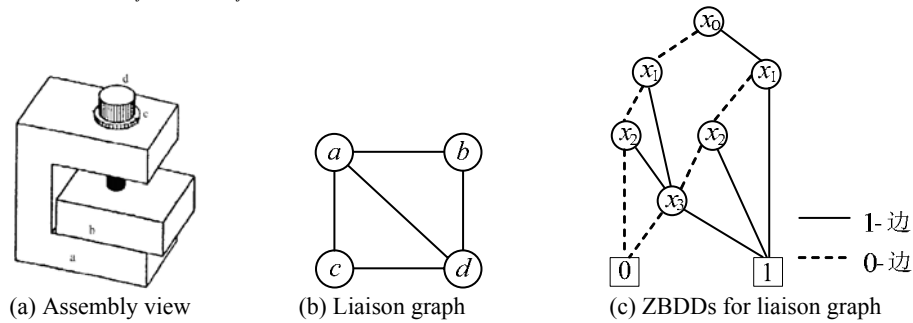 d
c
b
a
(a) Assembly view
a b
c d
(b) Liaison graph
x0
x1 x1
x2 x2
x3
0 1
1-边
0-边
(c) ZBDDs for liaison graph